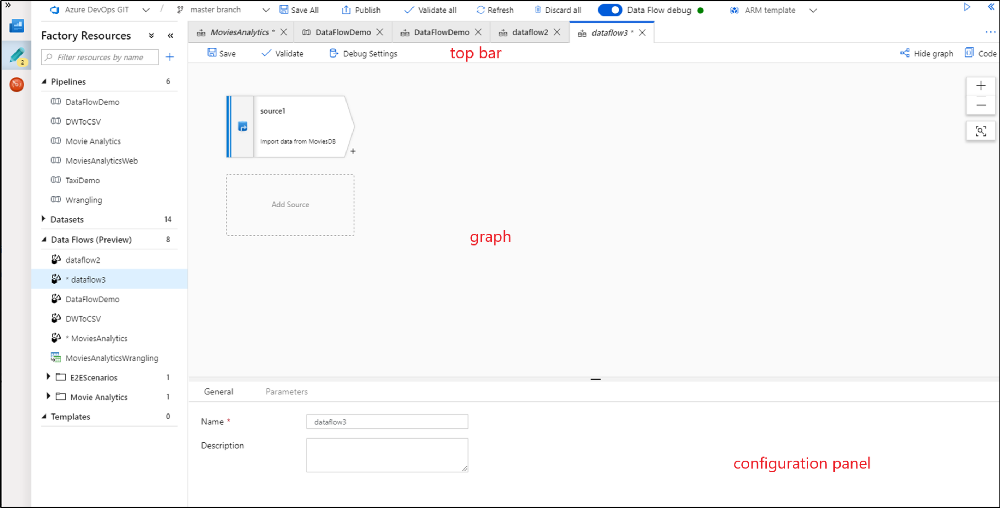 Azure DevOps GIT / master branch Save All Publish Validate all Refresh Discard all Data Flow debug ARM template
2
Factory Resources
Filter resources by name
Pipelines 6
DataFlowDemo
DWToCSV
Movie Analytics
MoviesAnalyticsWeb
TaxiDemo
Wrangling
Datasets 14
Data Flows (Preview) 8
dataflow2
* dataflow3
DataFlowDemo
DWToCSV
* MoviesAnalytics
MoviesAnalyticsWrangling
E2EScenarios 1
Movie Analytics 1
Templates 0
MoviesAnalytics * DataFlowDemo DataFlowDemo dataflow2 dataflow3 *
Save Validate Debug Settings top bar Hide graph Code
source1
Import data from MoviesDB
Add Source
graph
General Parameters
Name * dataflow3
Description
configuration panel